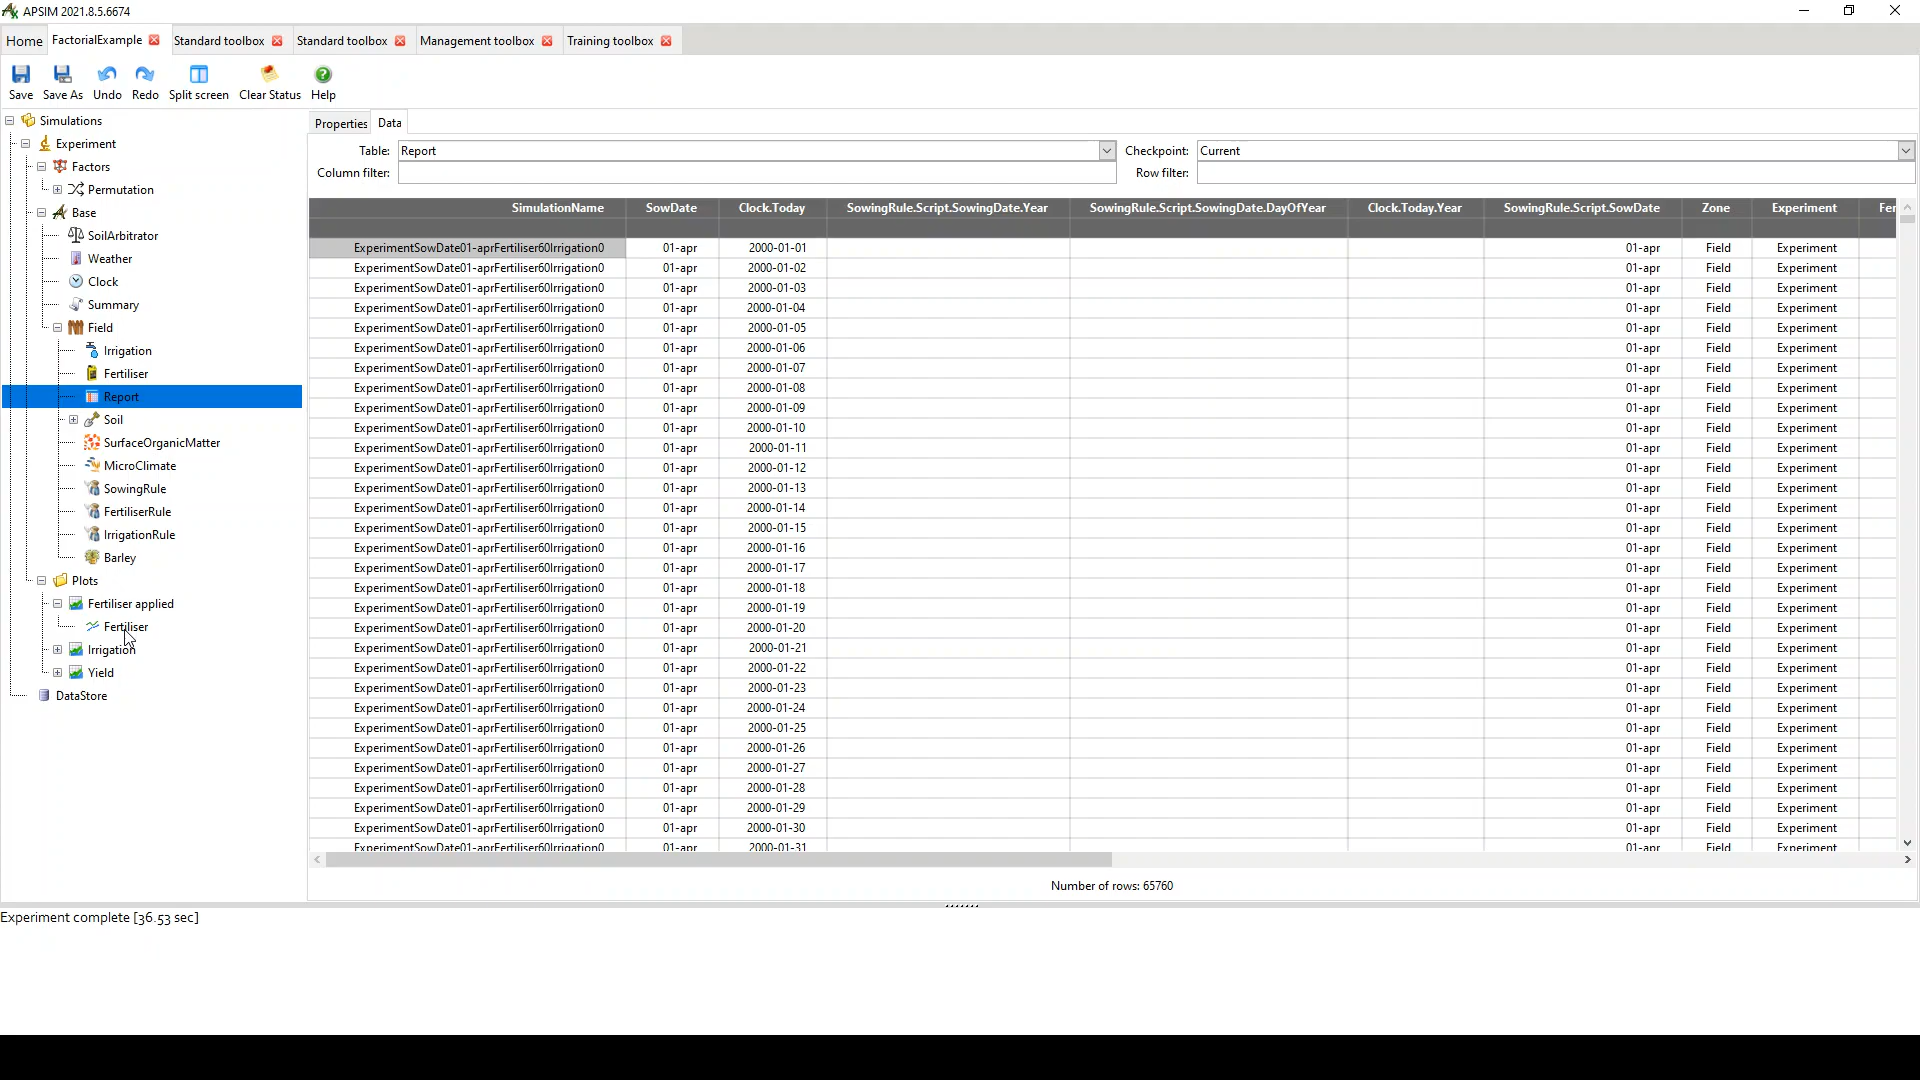 APSIM 2021.8.5.6674
Home FactorialExample Standard toolbox Standard toolbox Management toolbox Training toolbox
Save Save As Undo Redo Split screen Clear Status Help
Simulations
Experiment
Factors
Permutation
Base
SoilArbitrator
Weather
Clock
Summary
Field
Irrigation
Fertiliser
Report
Soil
SurfaceOrganicMatter
MicroClimate
SowingRule
FertiliserRule
IrrigationRule
Barley
Plots
Fertiliser applied
Fertiliser
Irrigation
Yield
DataStore
Properties Data
Table: Report Checkpoint: Current
Column filter: Row filter:
SimulationName SowDate Clock.Today SowingRule.Script.SowingDate.Year SowingRule.Script.SowingDate.DayOfYear Clock.Today.Year SowingRule.Script.SowDate Zone Experiment Fer
ExperimentSowDate01-aprFertiliser60Irrigation0 01-apr 2000-01-01 01-apr Field Experiment
ExperimentSowDate01-aprFertiliser60Irrigation0 01-apr 2000-01-02 01-apr Field Experiment
ExperimentSowDate01-aprFertiliser60Irrigation0 01-apr 2000-01-03 01-apr Field Experiment
ExperimentSowDate01-aprFertiliser60Irrigation0 01-apr 2000-01-04 01-apr Field Experiment
ExperimentSowDate01-aprFertiliser60Irrigation0 01-apr 2000-01-05 01-apr Field Experiment
ExperimentSowDate01-aprFertiliser60Irrigation0 01-apr 2000-01-06 01-apr Field Experiment
ExperimentSowDate01-aprFertiliser60Irrigation0 01-apr 2000-01-07 01-apr Field Experiment
ExperimentSowDate01-aprFertiliser60Irrigation0 01-apr 2000-01-08 01-apr Field Experiment
ExperimentSowDate01-aprFertiliser60Irrigation0 01-apr 2000-01-09 01-apr Field Experiment
ExperimentSowDate01-aprFertiliser60Irrigation0 01-apr 2000-01-10 01-apr Field Experiment
ExperimentSowDate01-aprFertiliser60Irrigation0 01-apr 2000-01-11 01-apr Field Experiment
ExperimentSowDate01-aprFertiliser60Irrigation0 01-apr 2000-01-12 01-apr Field Experiment
ExperimentSowDate01-aprFertiliser60Irrigation0 01-apr 2000-01-13 01-apr Field Experiment
ExperimentSowDate01-aprFertiliser60Irrigation0 01-apr 2000-01-14 01-apr Field Experiment
ExperimentSowDate01-aprFertiliser60Irrigation0 01-apr 2000-01-15 01-apr Field Experiment
ExperimentSowDate01-aprFertiliser60Irrigation0 01-apr 2000-01-16 01-apr Field Experiment
ExperimentSowDate01-aprFertiliser60Irrigation0 01-apr 2000-01-17 01-apr Field Experiment
ExperimentSowDate01-aprFertiliser60Irrigation0 01-apr 2000-01-18 01-apr Field Experiment
ExperimentSowDate01-aprFertiliser60Irrigation0 01-apr 2000-01-19 01-apr Field Experiment
ExperimentSowDate01-aprFertiliser60Irrigation0 01-apr 2000-01-20 01-apr Field Experiment
ExperimentSowDate01-aprFertiliser60Irrigation0 01-apr 2000-01-21 01-apr Field Experiment
ExperimentSowDate01-aprFertiliser60Irrigation0 01-apr 2000-01-22 01-apr Field Experiment
ExperimentSowDate01-aprFertiliser60Irrigation0 01-apr 2000-01-23 01-apr Field Experiment
ExperimentSowDate01-aprFertiliser60Irrigation0 01-apr 2000-01-24 01-apr Field Experiment
ExperimentSowDate01-aprFertiliser60Irrigation0 01-apr 2000-01-25 01-apr Field Experiment
ExperimentSowDate01-aprFertiliser60Irrigation0 01-apr 2000-01-26 01-apr Field Experiment
ExperimentSowDate01-aprFertiliser60Irrigation0 01-apr 2000-01-27 01-apr Field Experiment
ExperimentSowDate01-aprFertiliser60Irrigation0 01-apr 2000-01-28 01-apr Field Experiment
ExperimentSowDate01-aprFertiliser60Irrigation0 01-apr 2000-01-29 01-apr Field Experiment
ExperimentSowDate01-aprFertiliser60Irrigation0 01-apr 2000-01-30 01-apr Field Experiment
ExperimentSowDate01-aprFertiliser60Irrigation0 01-apr 2000-01-31 01-apr Field Experiment
Number of rows: 65760
Experiment complete [36.53 sec]